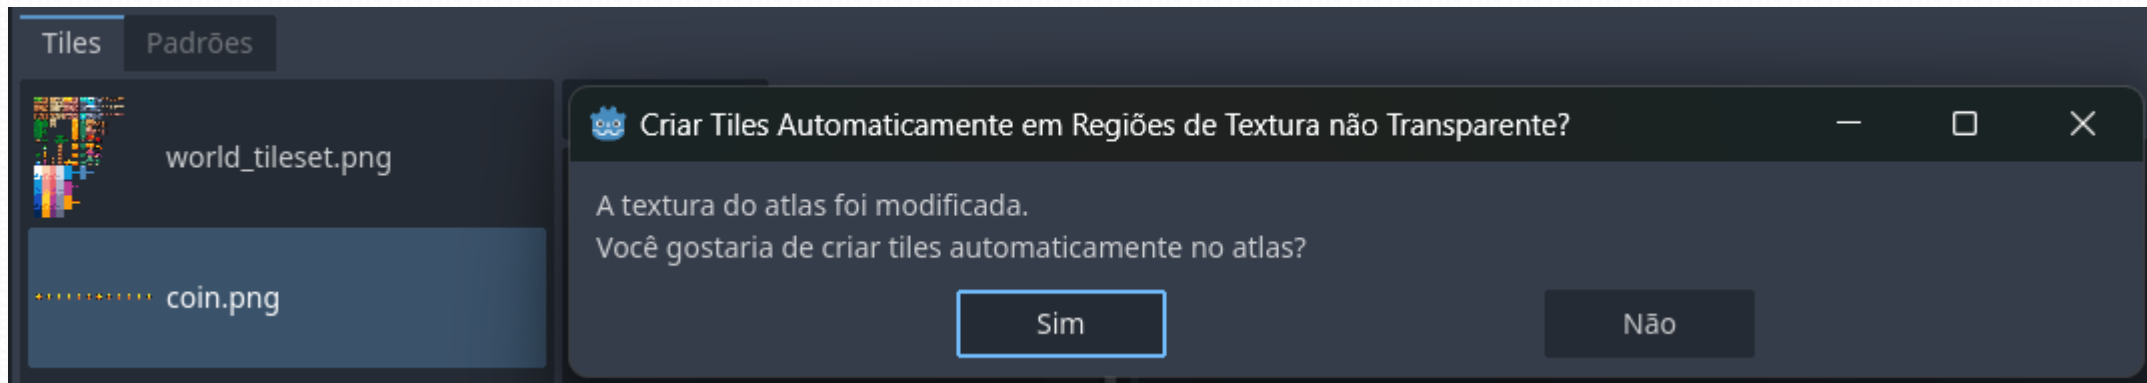 Tiles
Padrões
world_tileset.png
coin.png
Criar Tiles Automaticamente em Regiões de Textura não Transparente?
A textura do atlas foi modificada.
Você gostaria de criar tiles automaticamente no atlas?
Sim
Não